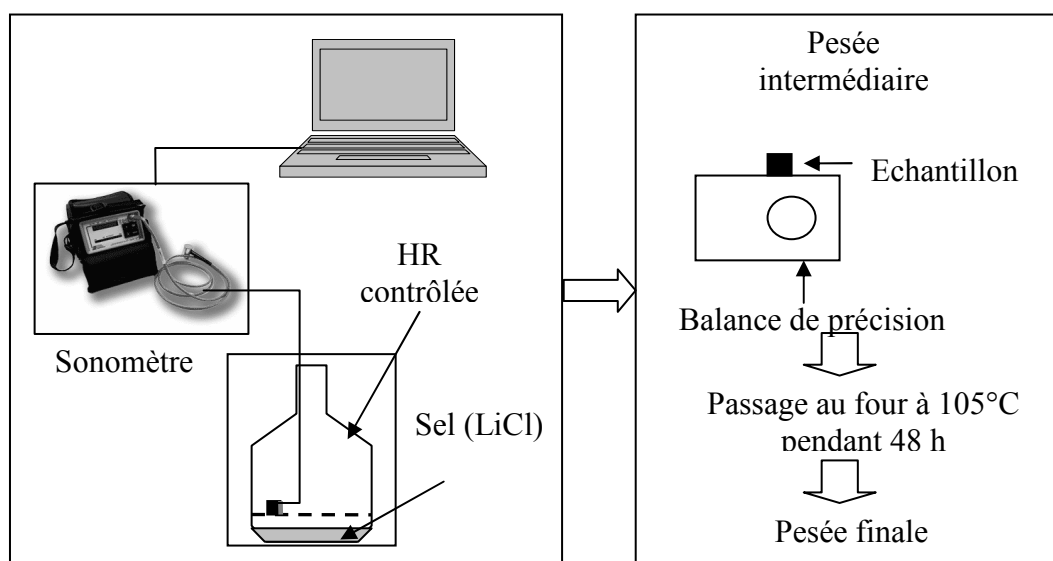 Sonomètre
HR
contrôlée
Sel (LiCl)
Pesée
intermédiaire
Echantillon
Balance de précision
Passage au four à 105°C
pendant 48 h
Pesée finale